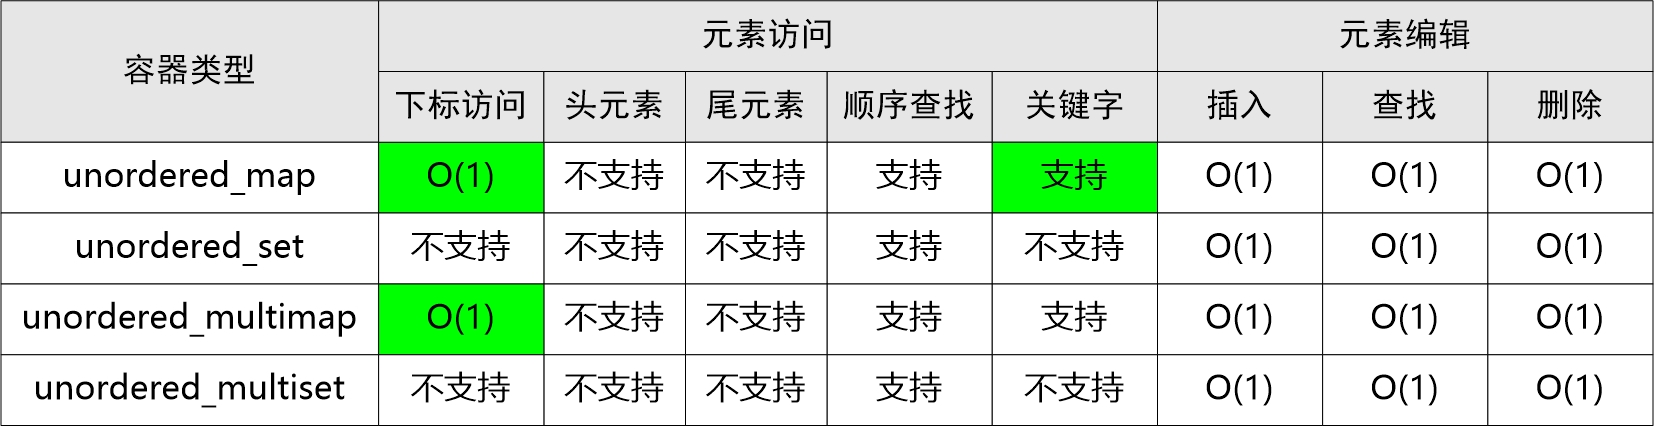 容器类型 元素访问 元素编辑
下标访问 头元素 尾元素 顺序查找 关键字 插入 查找 删除
unordered_map O(1) 不支持 不支持 支持 支持 O(1) O(1) O(1)
unordered_set 不支持 不支持 不支持 支持 不支持 O(1) O(1) O(1)
unordered_multimap O(1) 不支持 不支持 支持 支持 O(1) O(1) O(1)
unordered_multiset 不支持 不支持 不支持 支持 不支持 O(1) O(1) O(1)